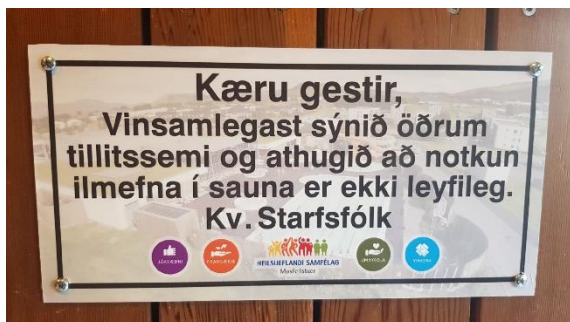 Kæru gestir,
Vinsamlegast sýnið öðrum
tillitssemi og athugið að notkun
ilmefna í sauna er ekki leyfileg.
Kv. Starfsfólk
HEILSUEFLANDI SAMFÉLAG